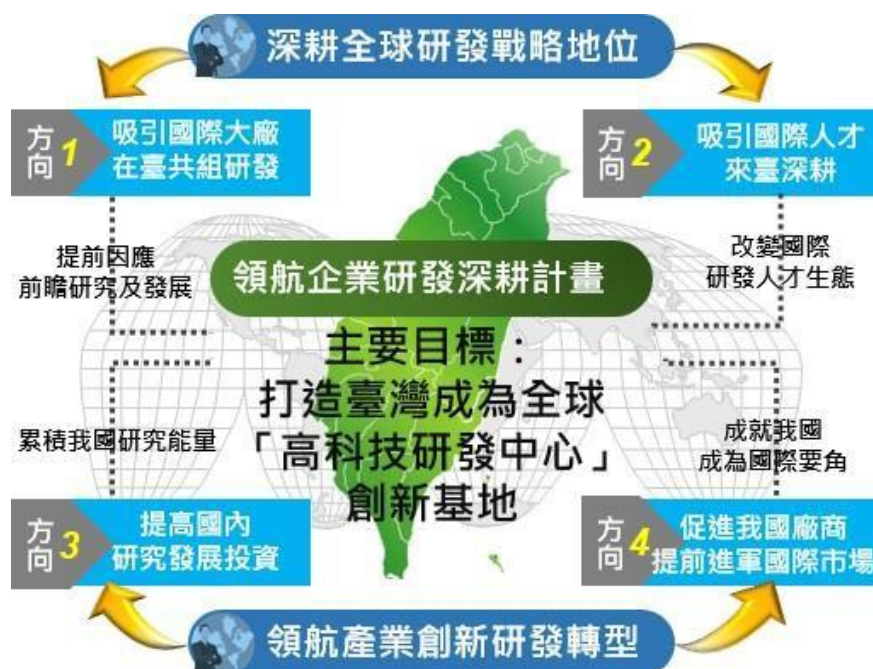 深耕全球研發戰略地位
方向1
吸引國際大廠
在臺共組研發
方向2
吸引國際人才
來臺深耕
提前因應
前瞻研究及發展
改變國際
研發人才生態
領航企業研發深耕計畫
主要目標：
打造臺灣成為全球
「高科技研發中心」
創新基地
累積我國研究能量
成就我國
成為國際要角
方向3
提高國內
研究發展投資
方向4
促進我國廠商
提前進軍國際市場
領航產業創新研發轉型